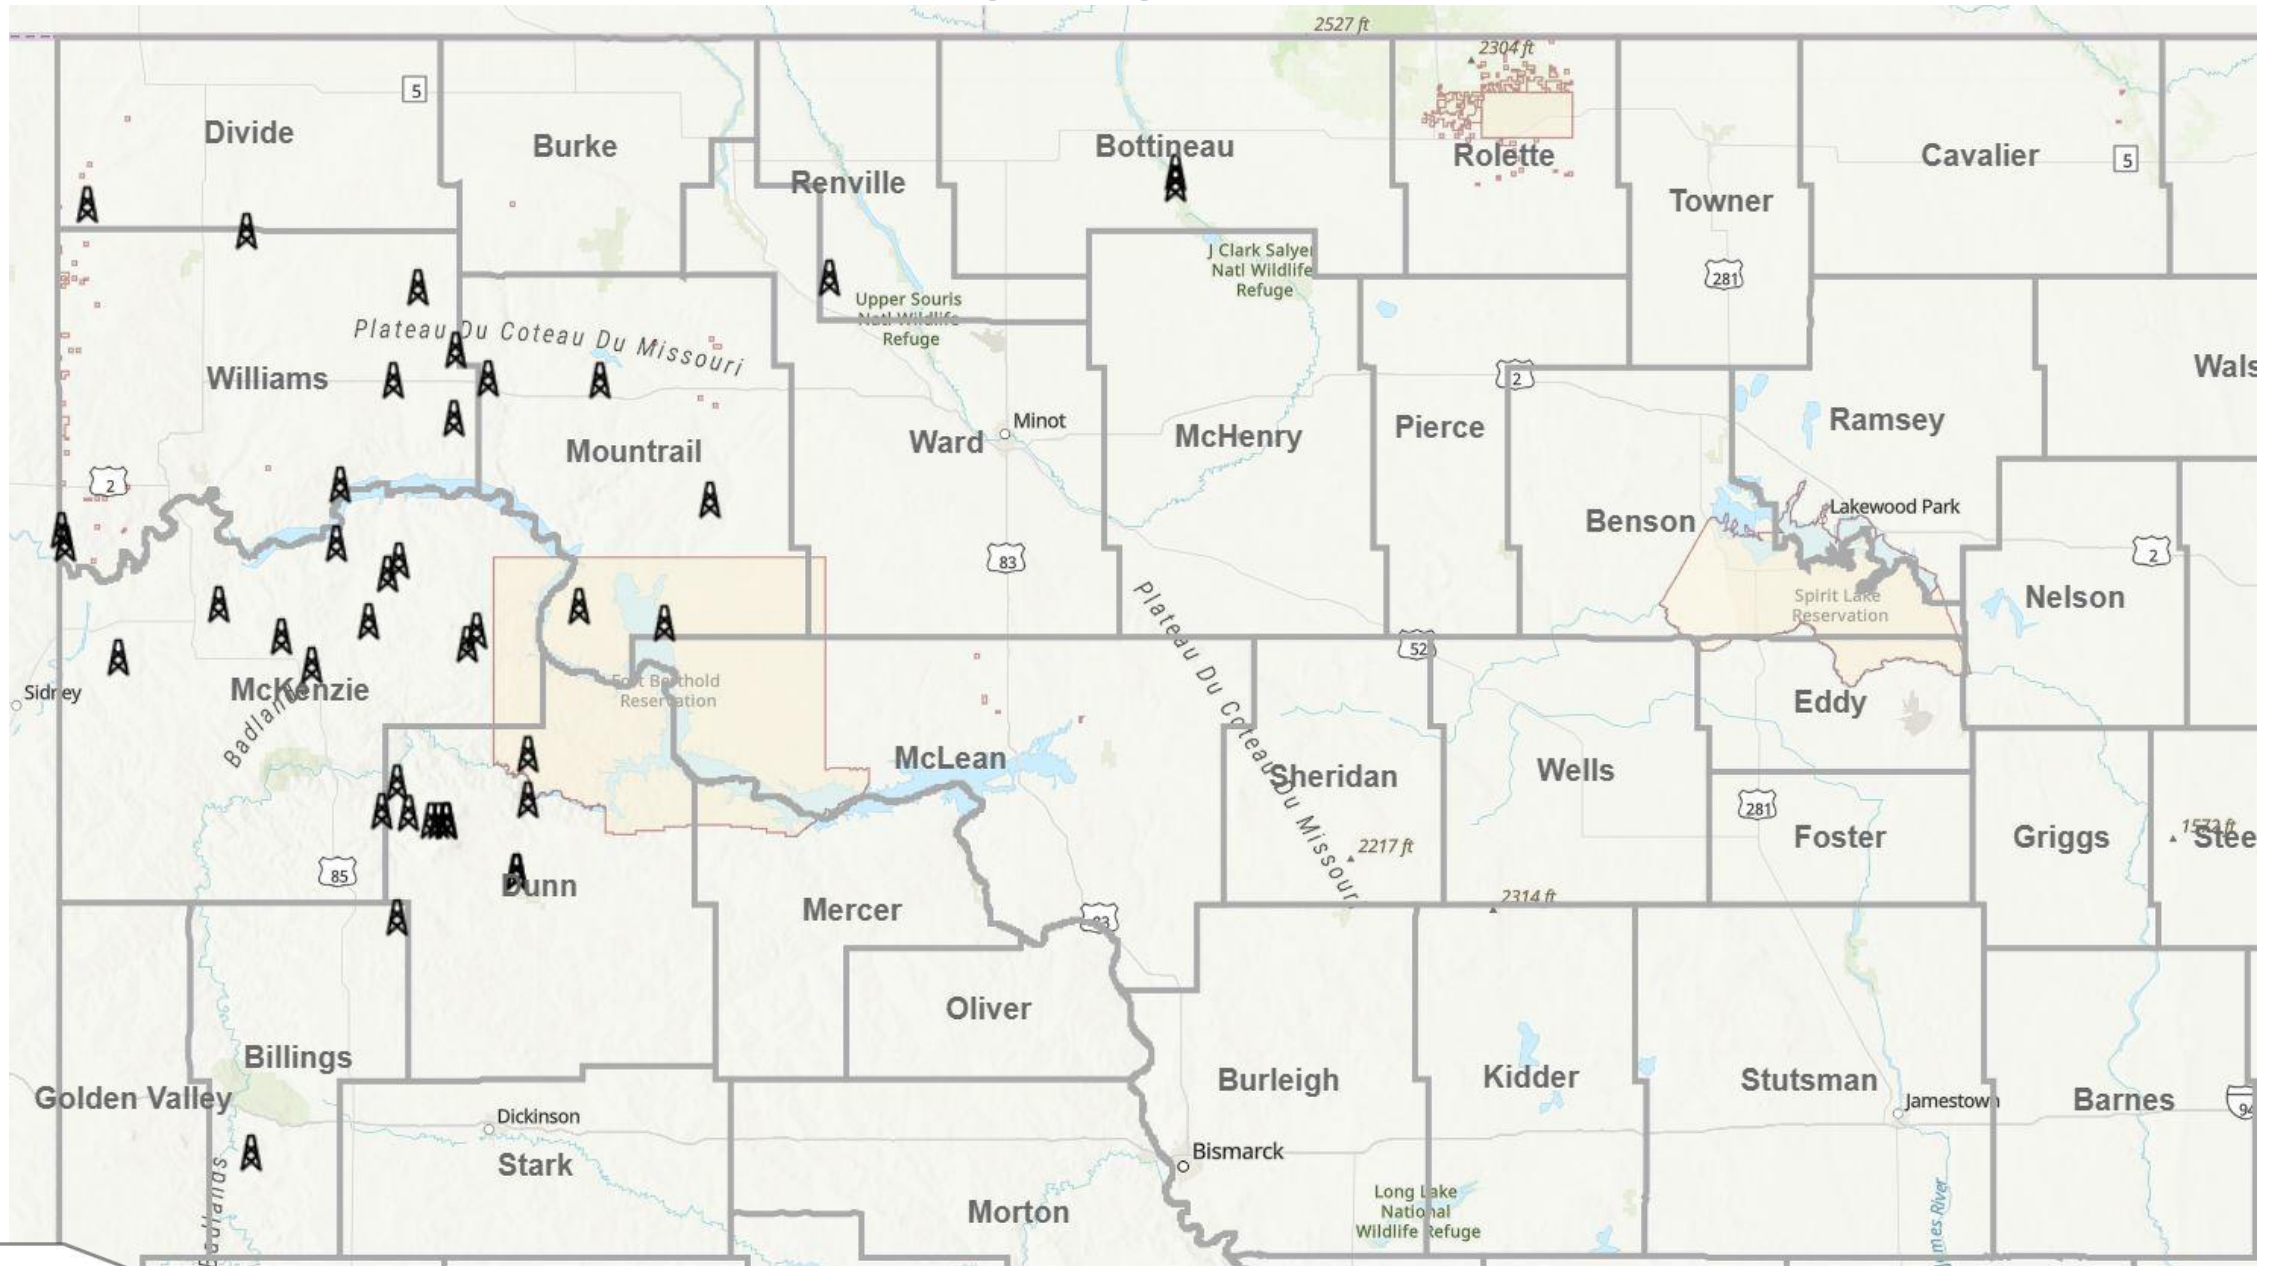 2527 ft
2304 ft
5
Divide
Burke
Bottineau
Rolette
Cavalier
5
Renville
Towner
J Clark Salyer
Natl Wildlife
Refuge
281
Upper Souris
Natl Wildlife
Refuge
Plateau Du Coteau Du Missouri
Williams
2
Wals
Minot
Ward
McHenry
Pierce
Ramsey
Mountrail
2
Lakewood Park
Benson
83
2
Spirit Lake
Reservation
Nelson
52
Sidney
McKenzie
Badlands
Fort Berthold
Reservation
Plateau Du Coteau Du Missouri
Eddy
McLean
Sheridan
Wells
281
Foster
Griggs
1572 ft
Stee
2217 ft
85
Dunn
2314 ft
Mercer
83
Oliver
Billings
Golden Valley
Burleigh
Kidder
Stutsman
Jamestown
Barnes
94
Dickinson
Stark
Bismarck
Badlands
Long Lake
National
Wildlife Refuge
Morton
mes River